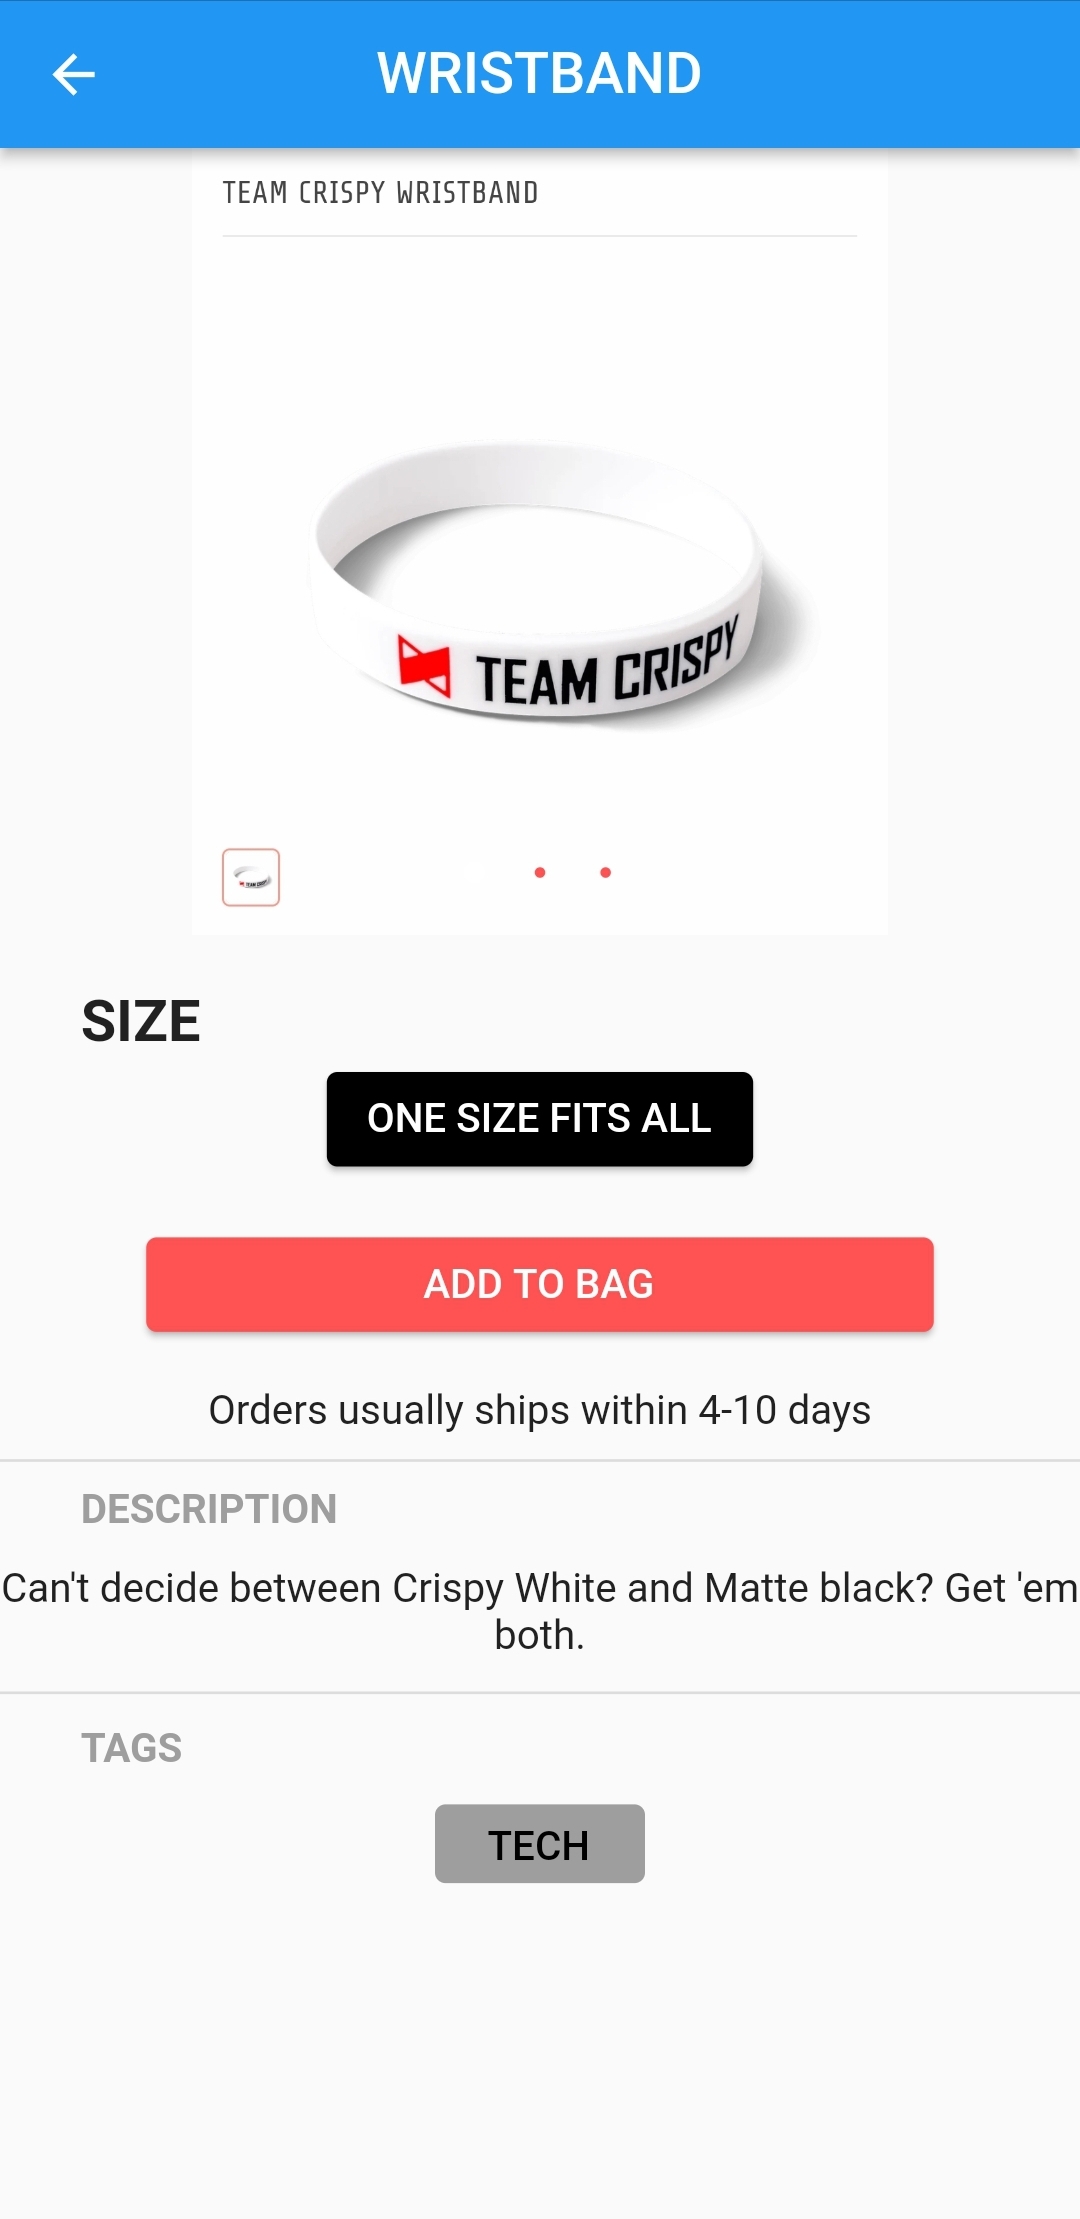 WRISTBAND
TEAM CRISPY WRISTBAND
TEAM CRISPY
SIZE
ONE SIZE FITS ALL
ADD TO BAG
Orders usually ships within 4-10 days
DESCRIPTION
Can't decide between Crispy White and Matte black? Get 'em
both.
TAGS
TECH